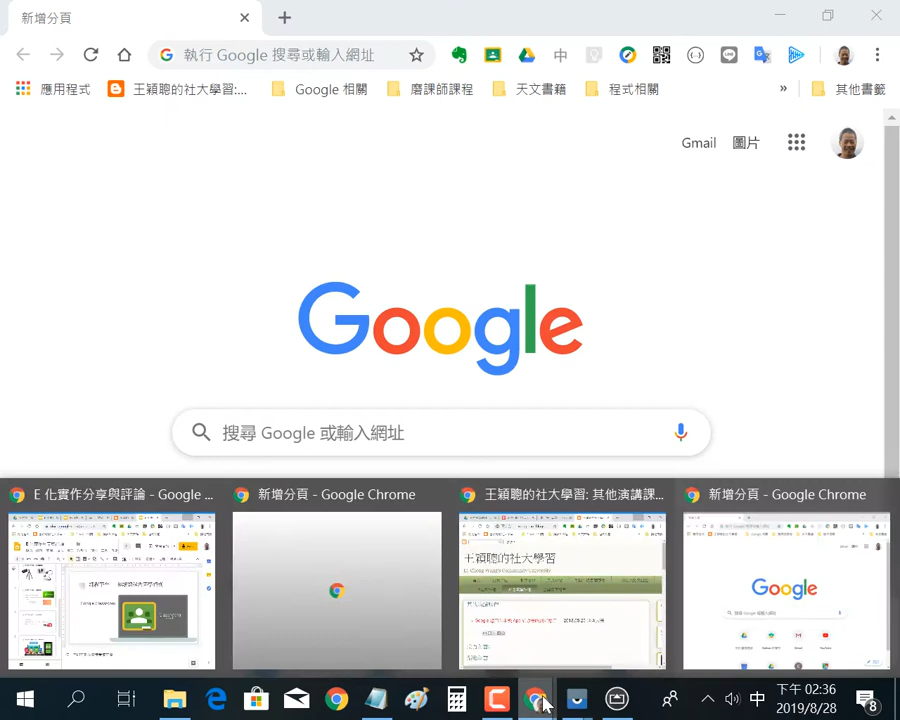 新增分頁
執行 Google 搜尋或輸入網址
中
應用程式
王穎聰的社大學習:...
Google 相關
磨課師課程
天文書籍
程式相關
»
其他書籤
Gmail
圖片
Google
搜尋 Google 或輸入網址
E 化實作分享與評論 - Google ...
新增分頁 - Google Chrome
王穎聰的社大學習: 其他演講課...
新增分頁 - Google Chrome
王穎聰的社大學習
Google
中
下午 02:36
2019/8/28
8